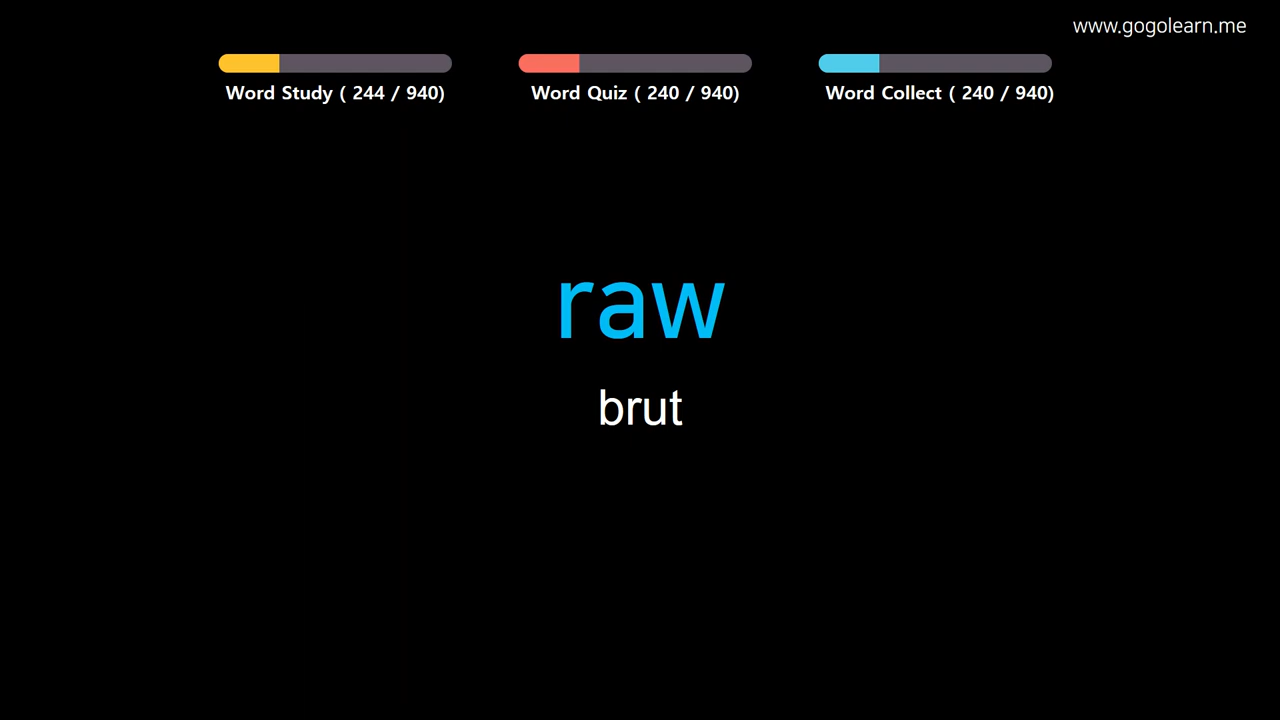 www.gogolearn.me
Word Study ( 244 / 940)
Word Quiz ( 240 / 940)
Word Collect ( 240 / 940)
raw
brut